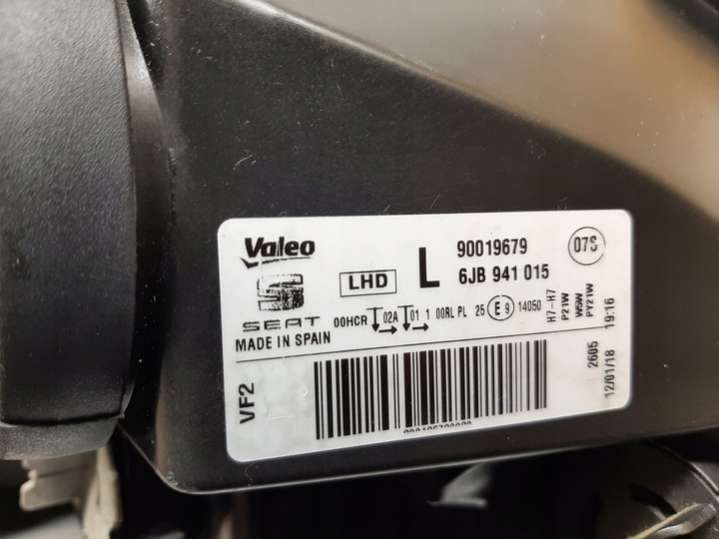 Valeo
SEAT
MADE IN SPAIN
VF2
LHD
L
90019679
6JB 941 015
07S
00HCR 02A 01 1 00RL PL 25 E 9 14050
H7-H7
P21W
W5W
PY21W
2605 19:16
12/01/18